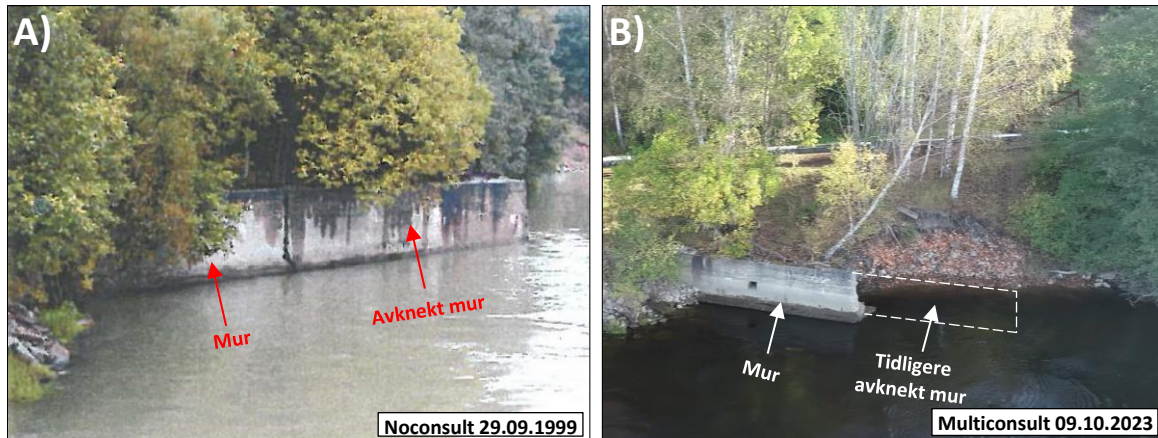 A)
Mur
Avknekt mur
Noconsult 29.09.1999
B)
Mur
Tidligere
avknekt mur
Multiconsult 09.10.2023